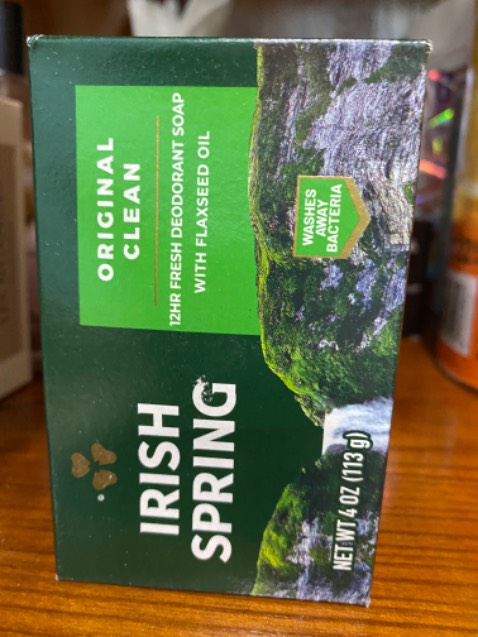 IRISH
SPRING
ORIGINAL
CLEAN
12HR FRESH DEODORANT SOAP
WITH FLAXSEED OIL
WASHES
AWAY
BACTERIA
NET WT 4 OZ (113 g)